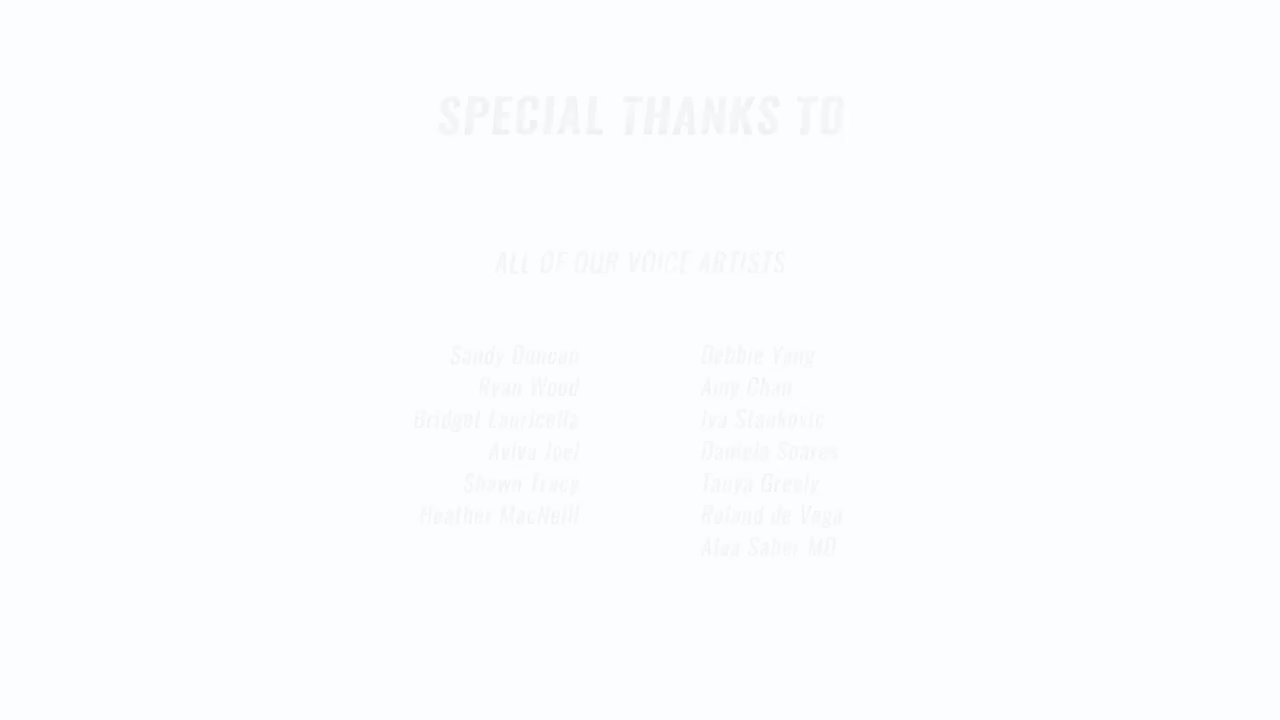 SPECIAL THANKS TO
ALL OF OUR VOICE ARTISTS
Sandy Duncan
Ryan Wood
Bridget Lauricella
Aviva Joel
Shawn Tracy
Heather MacNeill
Debbie Yang
Amy Chan
Iva Stankovic
Daniela Soares
Tanya Greely
Roland de Vega
Alaa Saber MD